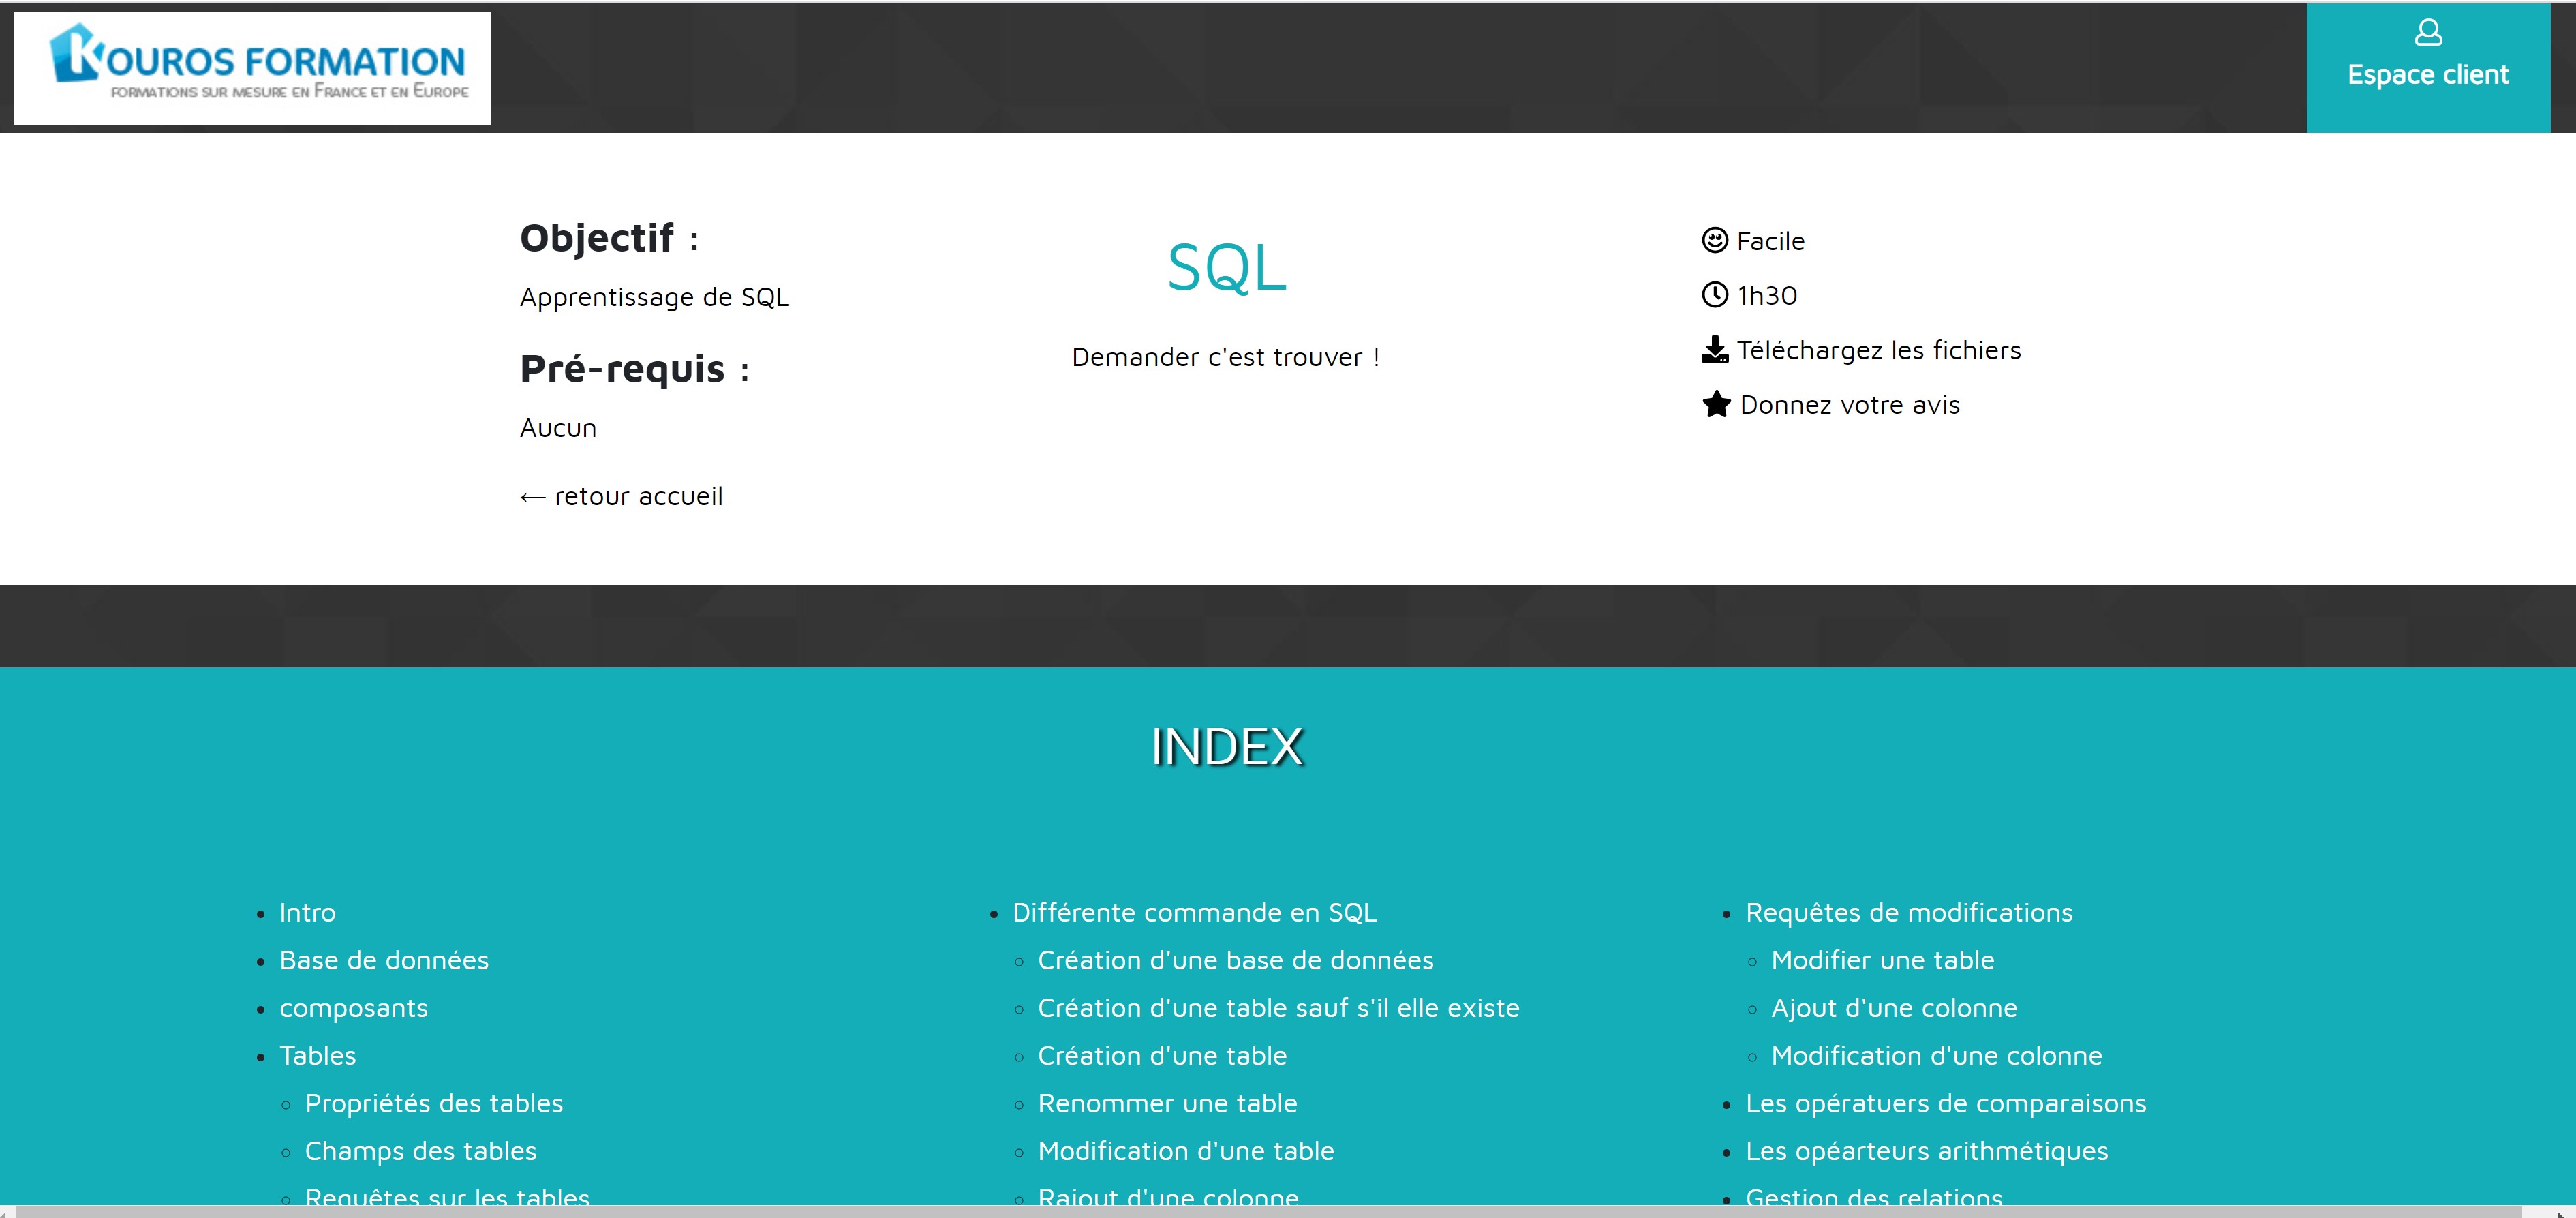 KOUROS FORMATION
FORMATIONS SUR MESURE EN FRANCE ET EN EUROPE
Espace client
Objectif :
Apprentissage de SQL
Pré-requis :
Aucun
← retour accueil
SQL
Demander c'est trouver !
Facile
1h30
Téléchargez les fichiers
Donnez votre avis
INDEX
Intro
Base de données
composants
Tables
Propriétés des tables
Champs des tables
Requêtes sur les tables
Différente commande en SQL
Création d'une base de données
Création d'une table sauf s'il elle existe
Création d'une table
Renommer une table
Modification d'une table
Rajout d'une colonne
Requêtes de modifications
Modifier une table
Ajout d'une colonne
Modification d'une colonne
Les opératuers de comparaisons
Les opéarteurs arithmétiques
Gestion des relations